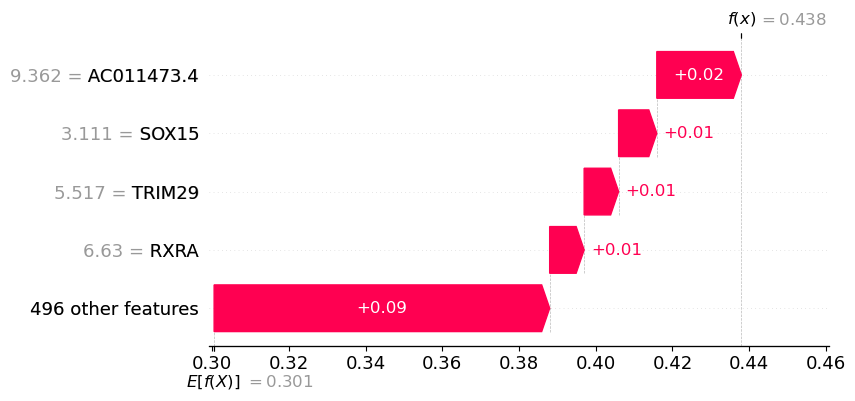 f(x) = 0.438
9.362 = AC011473.4
+0.02
3.111 = SOX15
+0.01
5.517 = TRIM29
+0.01
6.63 = RXRA
+0.01
496 other features
+0.09
0.30 0.32 0.34 0.36 0.38 0.40 0.42 0.44 0.46
E[f(X)] = 0.301